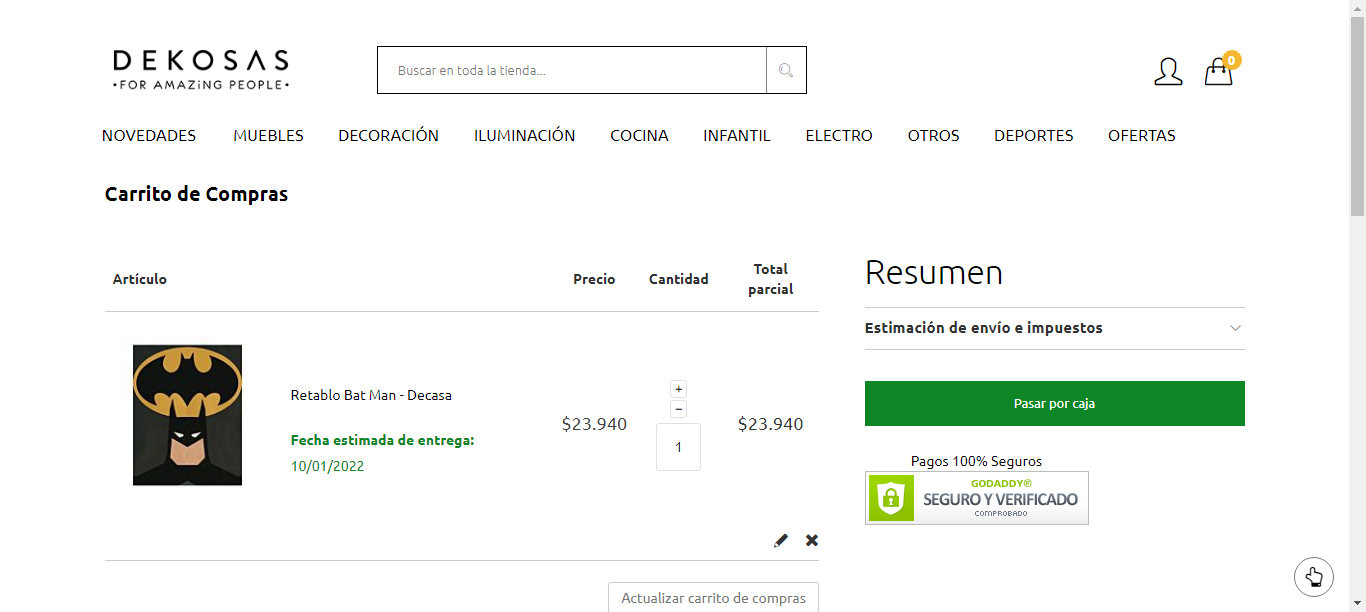 DEKOSAS
•FOR AMAZiNG PEOPLE•
Buscar en toda la tienda...
0
NOVEDADES MUEBLES DECORACIÓN ILUMINACIÓN COCINA INFANTIL ELECTRO OTROS DEPORTES OFERTAS
Carrito de Compras
Artículo Precio Cantidad Total parcial
Retablo Bat Man - Decasa
Fecha estimada de entrega:
10/01/2022
$23.940
+
−
1
$23.940
Actualizar carrito de compras
Resumen
Estimación de envío e impuestos
Pasar por caja
Pagos 100% Seguros
GODADDY®
SEGURO Y VERIFICADO
COMPROBADO